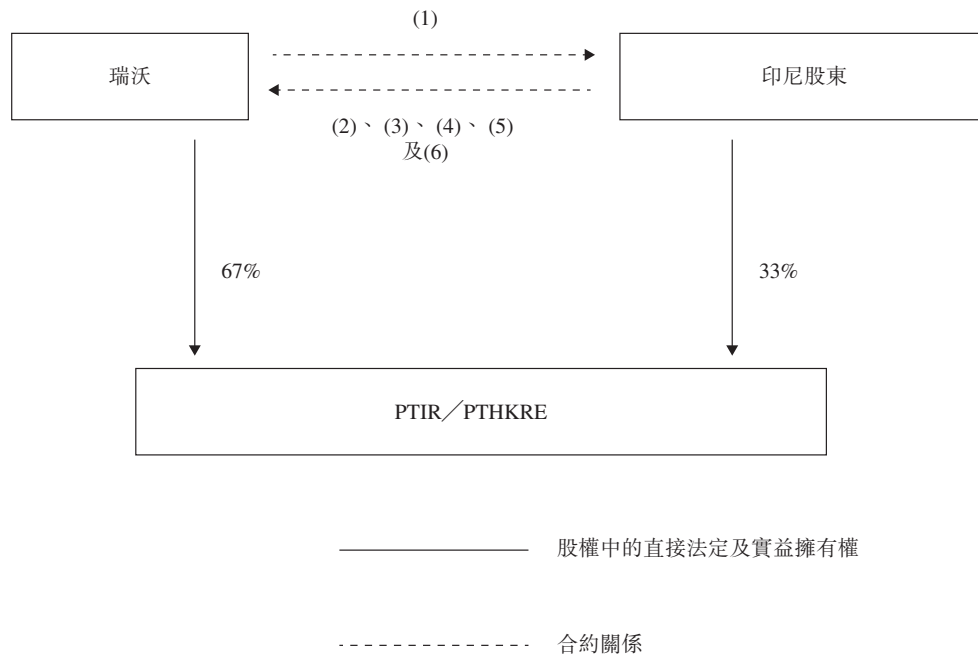 (1)
瑞沃
印尼股東
(2)、(3)、(4)、(5)
及(6)
67%
33%
PTIR／PTHKRE
股權中的直接法定及實益擁有權
合約關係